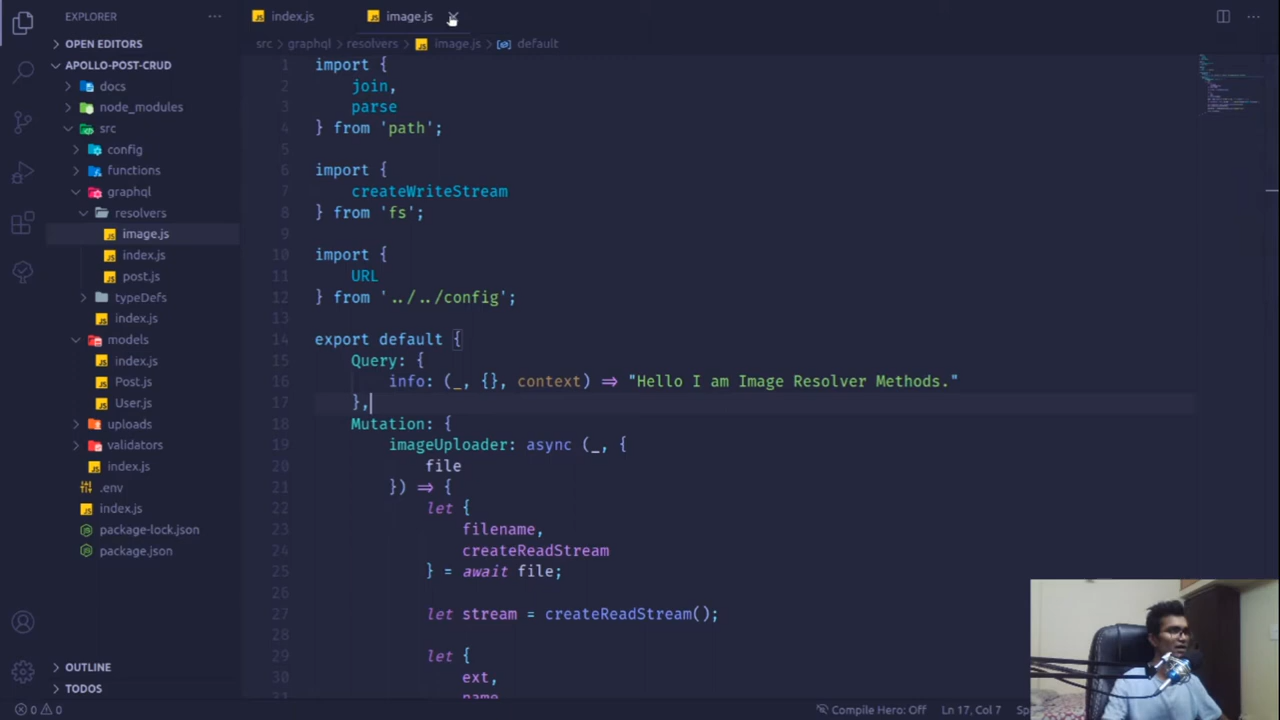 EXPLORER
···
index.js
image.js
···
OPEN EDITORS
APOLLO-POST-CRUD
docs
node_modules
src
config
functions
graphql
resolvers
image.js
index.js
post.js
typeDefs
index.js
models
index.js
Post.js
User.js
uploads
validators
index.js
.env
index.js
package-lock.json
package.json
OUTLINE
TODOS
src > graphql > resolvers > image.js > default
1 import {
2 join,
3 parse
4 } from 'path';
5
6 import {
7 createWriteStream
8 } from 'fs';
9
10 import {
11 URL
12 } from '../../config';
13
14 export default {
15 Query: {
16 info: (_, {}, context) => "Hello I am Image Resolver Methods."
17 },
18 Mutation: {
19 imageUploader: async (_, {
20 file
21 }) => {
22 let {
23 filename,
24 createReadStream
25 } = await file;
26
27 let stream = createReadStream();
28
29 let {
30 ext,
31 name
0 0
Compile Hero: Off
Ln 17, Col 7